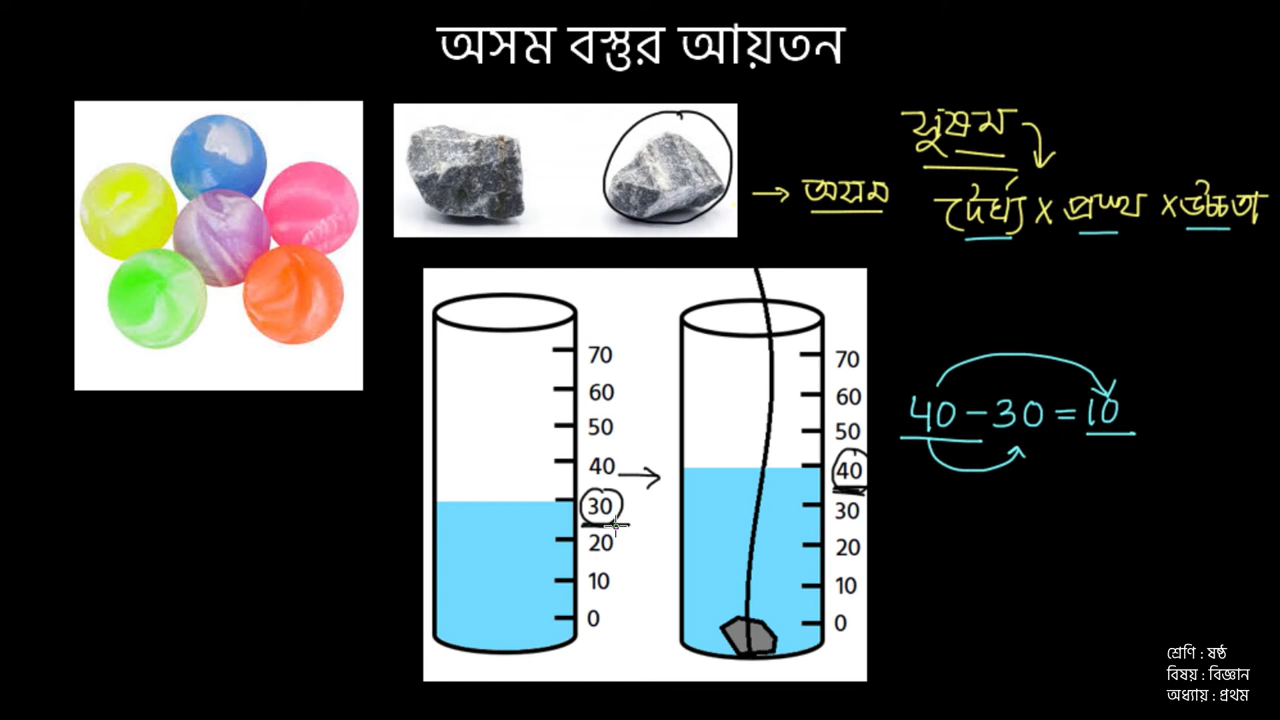 অসম বস্তুর আয়তন
সুষম
→ অসম
দৈর্ঘ্য x প্রস্থ x উচ্চতা
70
60
50
40
30
20
10
0
70
60
50
40
30
20
10
0
40 - 30 = 10
শ্রেণি : ষষ্ঠ
বিষয় : বিজ্ঞান
অধ্যায় : প্রথম